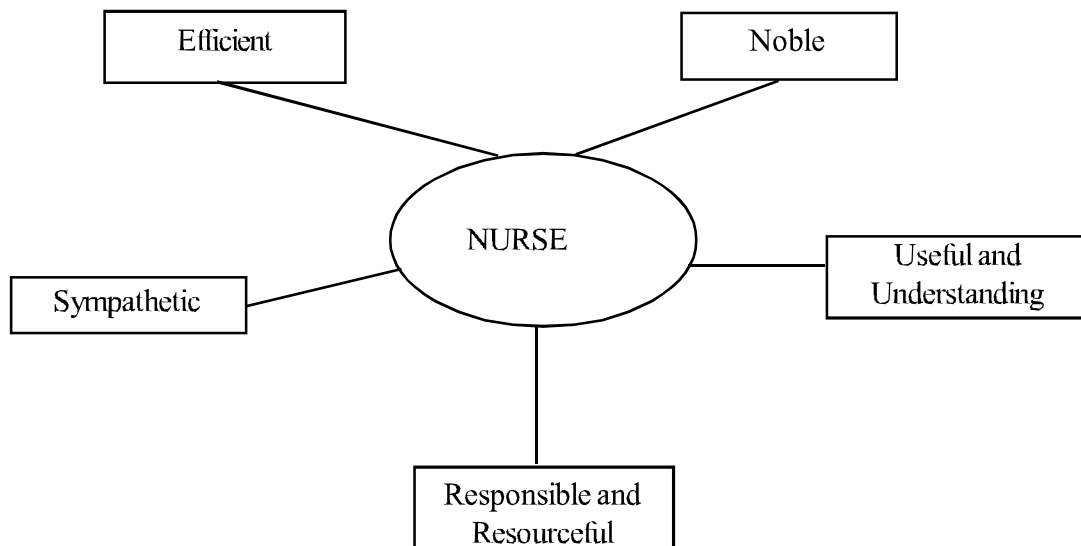 Efficient
Noble
NURSE
Useful and
Understanding
Sympathetic
Responsible and
Resourceful